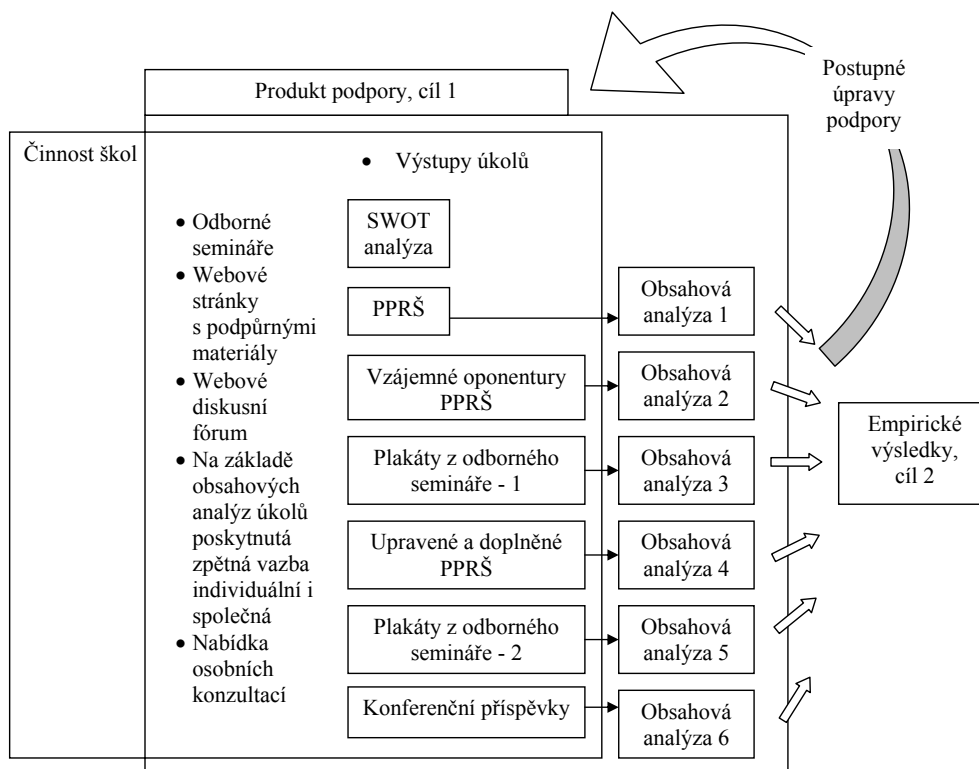 Postupné
úpravy
podpory
Produkt podpory, cíl 1
Činnost škol
• Výstupy úkolů
• Odborné
semináře
• Webové
stránky
s podpůrnými
materiály
• Webové
diskusní
fórum
• Na základě
obsahových
analýz úkolů
poskytnutá
zpětná vazba
individuální i
společná
• Nabídka
osobních
konzultací
SWOT
analýza
PPRŠ
Obsahová
analýza 1
Vzájemné oponentury
PPRŠ
Obsahová
analýza 2
Plakáty z odborného
semináře - 1
Obsahová
analýza 3
Upravené a doplněné
PPRŠ
Obsahová
analýza 4
Plakáty z odborného
semináře - 2
Obsahová
analýza 5
Konferenční příspěvky
Obsahová
analýza 6
Empirické
výsledky,
cíl 2